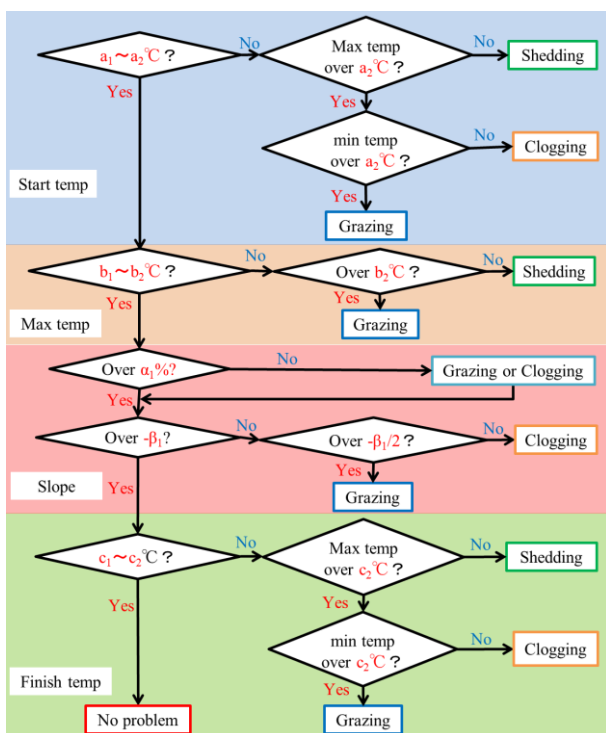 a₁～a₂℃？
No
Max temp
over a₂℃？
No
Shedding
Yes
Yes
min temp
over a₂℃？
No
Clogging
Yes
Start temp
Grazing
b₁～b₂℃？
No
Over b₂℃？
No
Shedding
Yes
Yes
Max temp
Grazing
Over α₁%?
No
Grazing or Clogging
Yes
Over -β₁?
No
Over -β₁/2？
No
Clogging
Yes
Yes
Slope
Grazing
c₁～c₂℃？
No
Max temp
over c₂℃？
No
Shedding
Yes
Yes
min temp
over c₂℃？
No
Clogging
Yes
Finish temp
No problem
Grazing